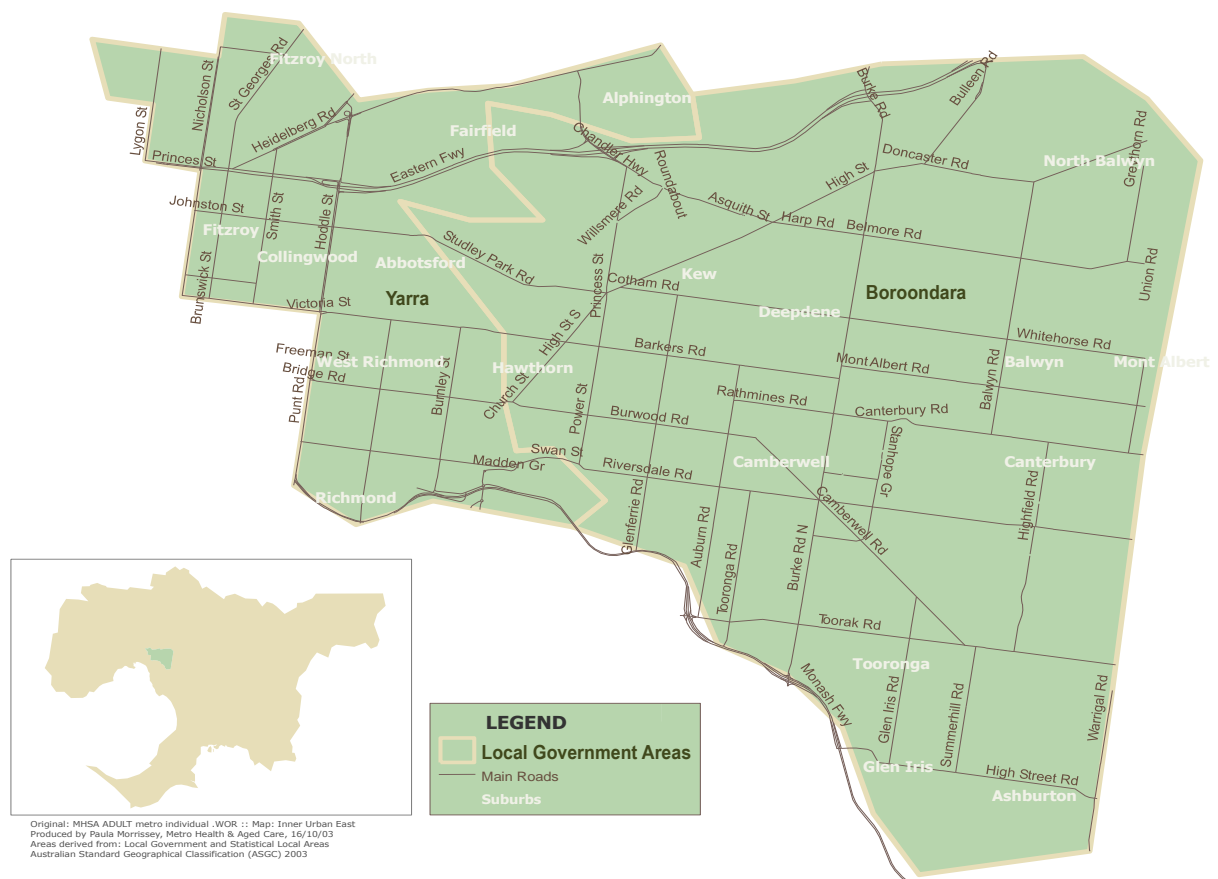 Fitzroy North
St Georges Rd
Nicholson St
Lygon St
Heidelberg Rd
Princes St
Alphington
Fairfield
Chandler Hwy
Eastern Fwy
Burke Rd
Bulleen Rd
Greythorn Rd
North Balwyn
Doncaster Rd
High St
Roundabout
Willsmere Rd
Asquith St
Harp Rd
Belmore Rd
Johnston St
Smith St
Hoddle St
Fitzroy
Collingwood
Abbotsford
Studley Park Rd
Brunswick St
Victoria St
Yarra
Princess St
Cotham Rd
Kew
Deepdene
Boroondara
Union Rd
Whitehorse Rd
Freeman St
Bridge Rd
West Richmond
Burnley St
Punt Rd
Hawthorn
High St S
Church St
Barkers Rd
Mont Albert Rd
Balwyn Rd
Balwyn
Mont Albert
Rathmines Rd
Canterbury Rd
Power St
Burwood Rd
Stanhope Gr
Swan St
Madden Gr
Riversdale Rd
Camberwell
Canterbury
Richmond
Glenferrie Rd
Auburn Rd
Tooronga Rd
Burke Rd N
Camberwell Rd
Highfield Rd
Toorak Rd
Tooronga
Monash Fwy
Glen Iris Rd
Summerhill Rd
Warrigal Rd
Glen Iris
High Street Rd
Ashburton
LEGEND
Local Government Areas
Main Roads
Suburbs
Original: MHSA ADULT metro individual .WOR :: Map: Inner Urban East
Produced by Paula Morrissey, Metro Health & Aged Care, 16/10/03
Areas derived from: Local Government and Statistical Local Areas
Australian Standard Geographical Classification (ASGC) 2003